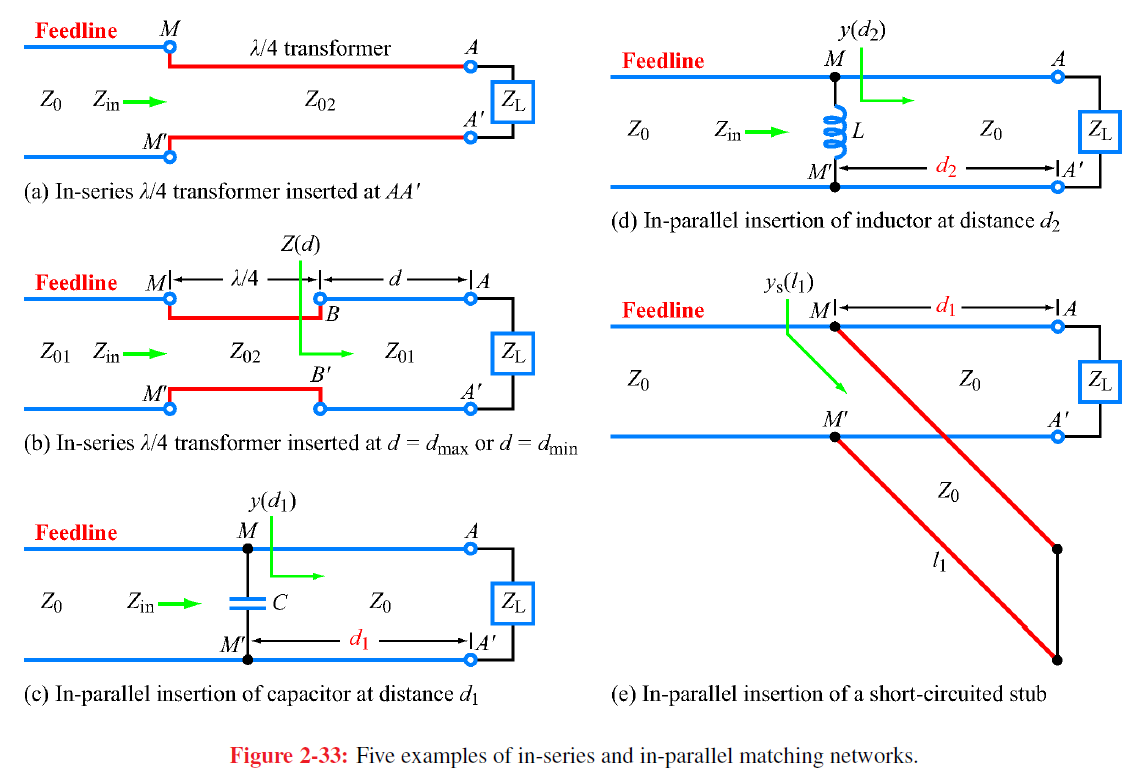 Feedline
M
λ/4 transformer
A
Z0
Zin
Z02
ZL
M'
A'
(a) In-series λ/4 transformer inserted at AA'
Z(d)
Feedline
M
λ/4
d
A
B
Z01
Zin
Z02
Z01
ZL
B'
M'
A'
(b) In-series λ/4 transformer inserted at d = dmax or d = dmin
y(d1)
Feedline
M
A
Z0
Zin
C
Z0
ZL
M'
d1
A'
(c) In-parallel insertion of capacitor at distance d1
y(d2)
Feedline
M
A
Z0
Zin
L
Z0
ZL
M'
d2
A'
(d) In-parallel insertion of inductor at distance d2
ys(l1)
Feedline
M
d1
A
Z0
Z0
ZL
M'
A'
Z0
l1
(e) In-parallel insertion of a short-circuited stub
Figure 2-33: Five examples of in-series and in-parallel matching networks.